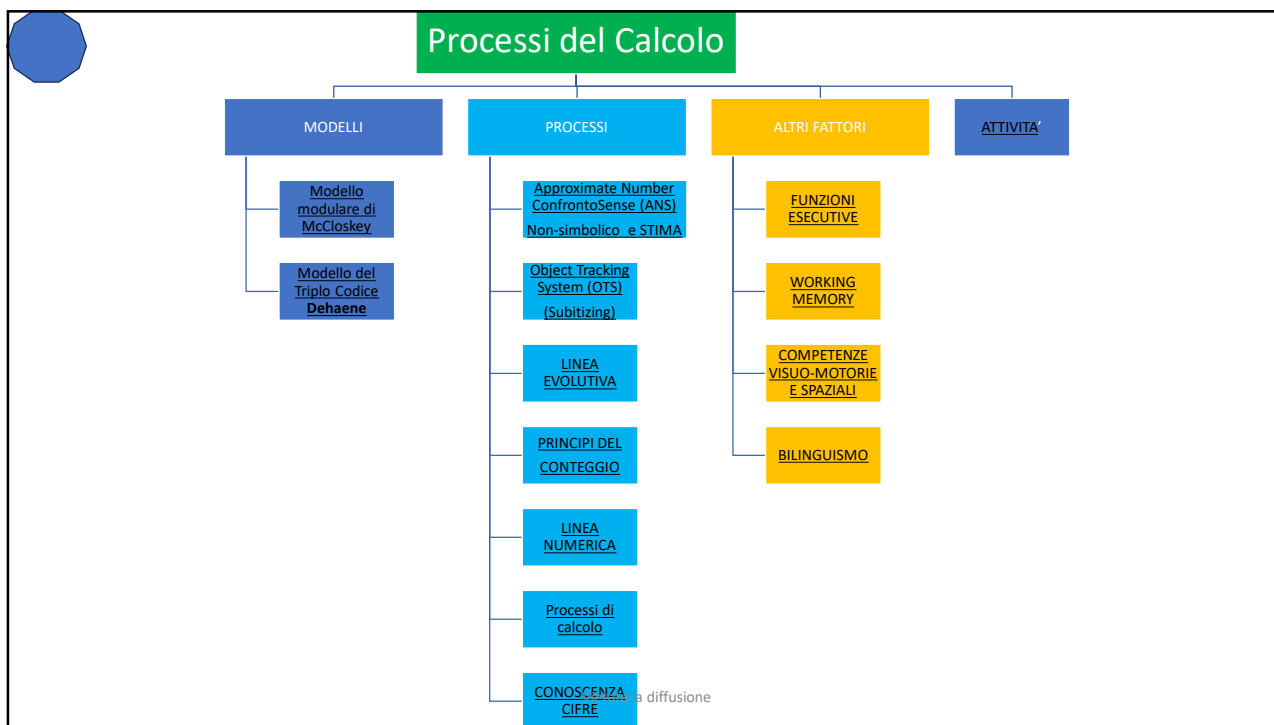 Processi del Calcolo
MODELLI
Modello
modulare di
McCloskey
Modello del
Triplo Codice
Dehaene
PROCESSI
Approximate Number
ConfrontoSense (ANS)
Non-simbolico e STIMA
Object Tracking
System (OTS)
(Subitizing)
LINEA
EVOLUTIVA
PRINCIPI DEL
CONTEGGIO
LINEA
NUMERICA
Processi di
calcolo
CONOSCENZA
CIFRE
ALTRI FATTORI
FUNZIONI
ESECUTIVE
WORKING
MEMORY
COMPETENZE
VISUO-MOTORIE
E SPAZIALI
BILINGUISMO
ATTIVITA’
a diffusione